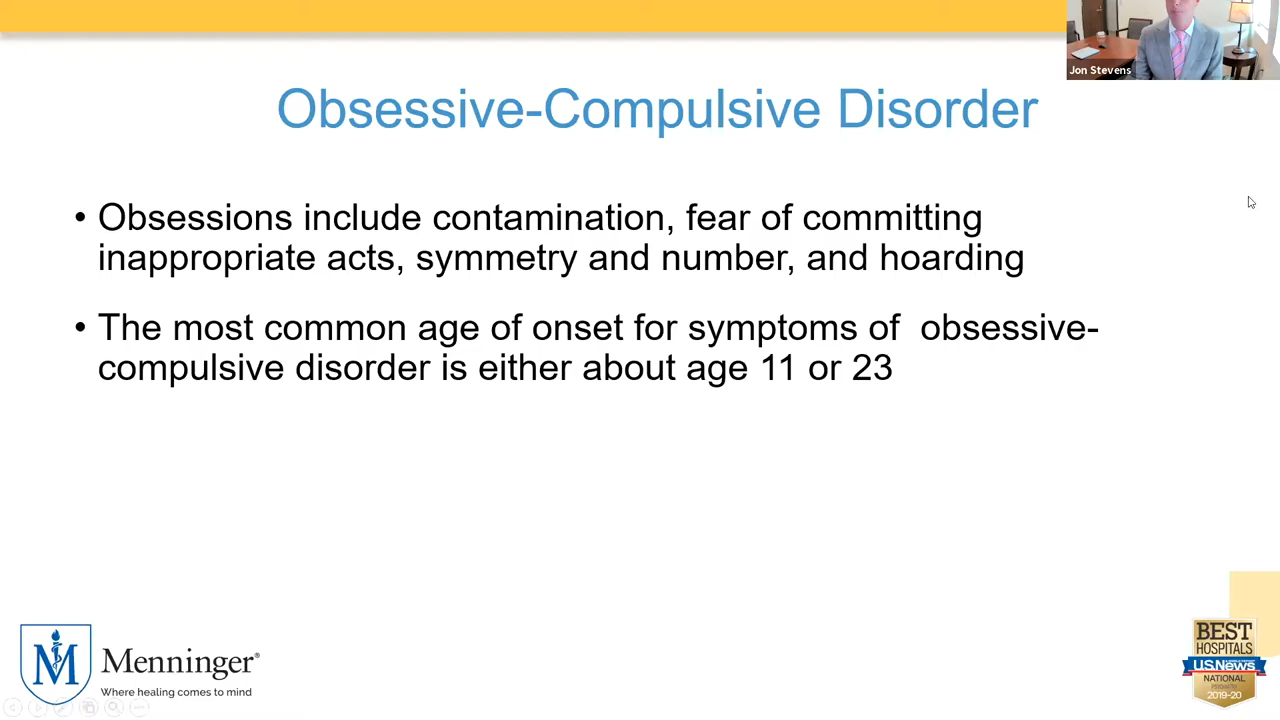 Jon Stevens
Obsessive-Compulsive Disorder
• Obsessions include contamination, fear of committing
inappropriate acts, symmetry and number, and hoarding
• The most common age of onset for symptoms of  obsessive-
compulsive disorder is either about age 11 or 23
M
Menninger®
Where healing comes to mind
BEST
HOSPITALS
U.S.News
NATIONAL
PSYCHIATRY
2019-20